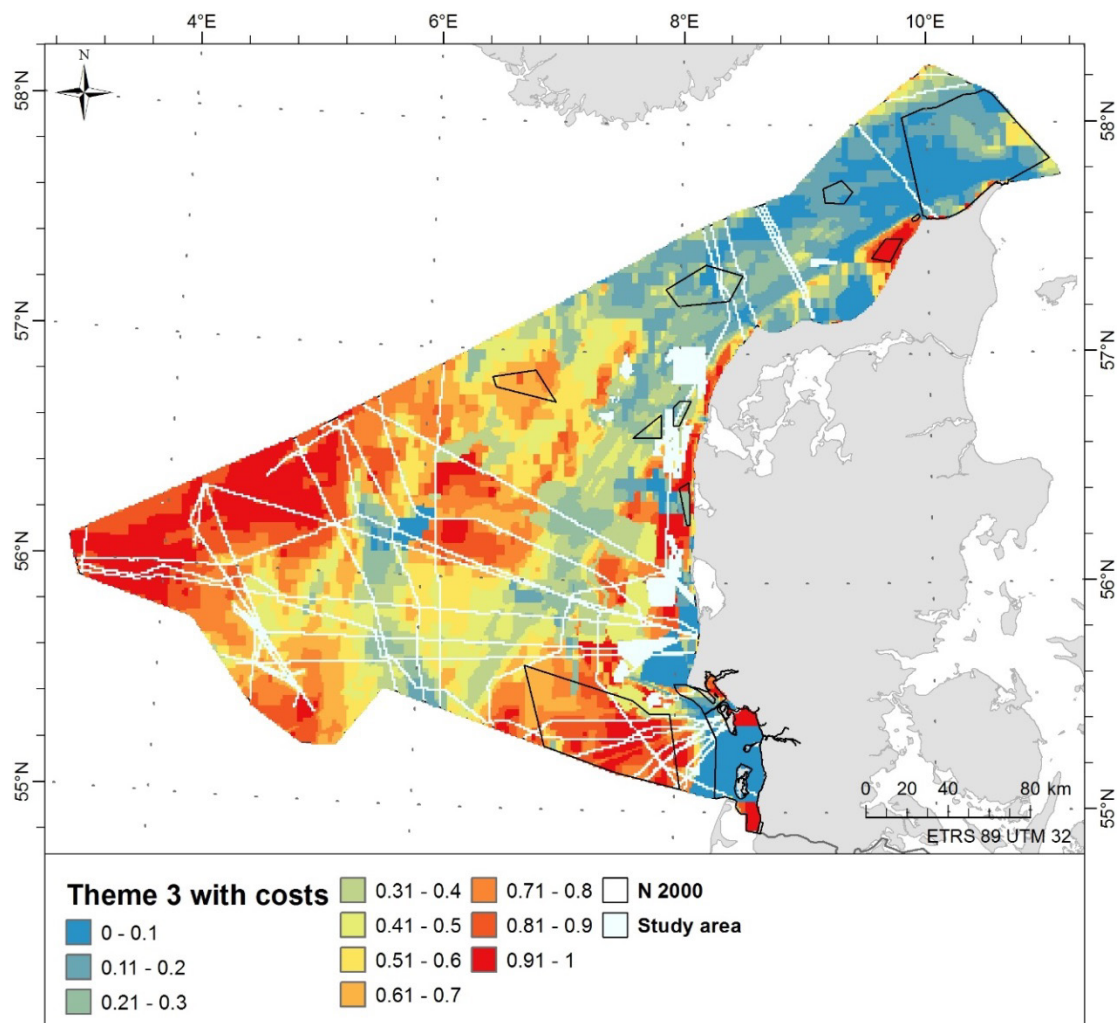 4°E 6°E 8°E 10°E
N
58°N 58°N
57°N 57°N
56°N 56°N
55°N 55°N
0 20 40 80 km
ETRS 89 UTM 32
Theme 3 with costs
0 - 0.1
0.11 - 0.2
0.21 - 0.3
0.31 - 0.4
0.41 - 0.5
0.51 - 0.6
0.61 - 0.7
0.71 - 0.8
0.81 - 0.9
0.91 - 1
N 2000
Study area